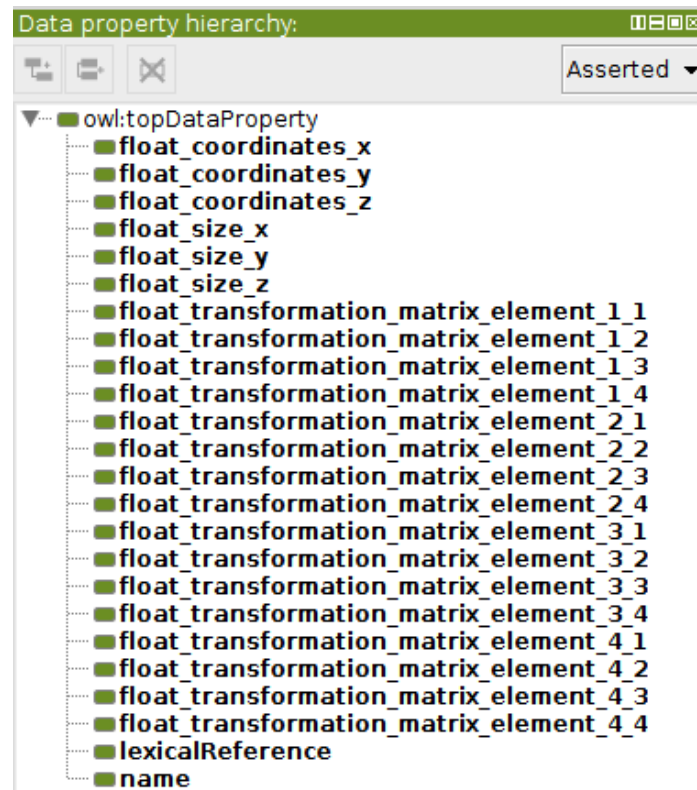 Data property hierarchy:
Asserted
owl:topDataProperty
float_coordinates_x
float_coordinates_y
float_coordinates_z
float_size_x
float_size_y
float_size_z
float_transformation_matrix_element_1_1
float_transformation_matrix_element_1_2
float_transformation_matrix_element_1_3
float_transformation_matrix_element_1_4
float_transformation_matrix_element_2_1
float_transformation_matrix_element_2_2
float_transformation_matrix_element_2_3
float_transformation_matrix_element_2_4
float_transformation_matrix_element_3_1
float_transformation_matrix_element_3_2
float_transformation_matrix_element_3_3
float_transformation_matrix_element_3_4
float_transformation_matrix_element_4_1
float_transformation_matrix_element_4_2
float_transformation_matrix_element_4_3
float_transformation_matrix_element_4_4
lexicalReference
name